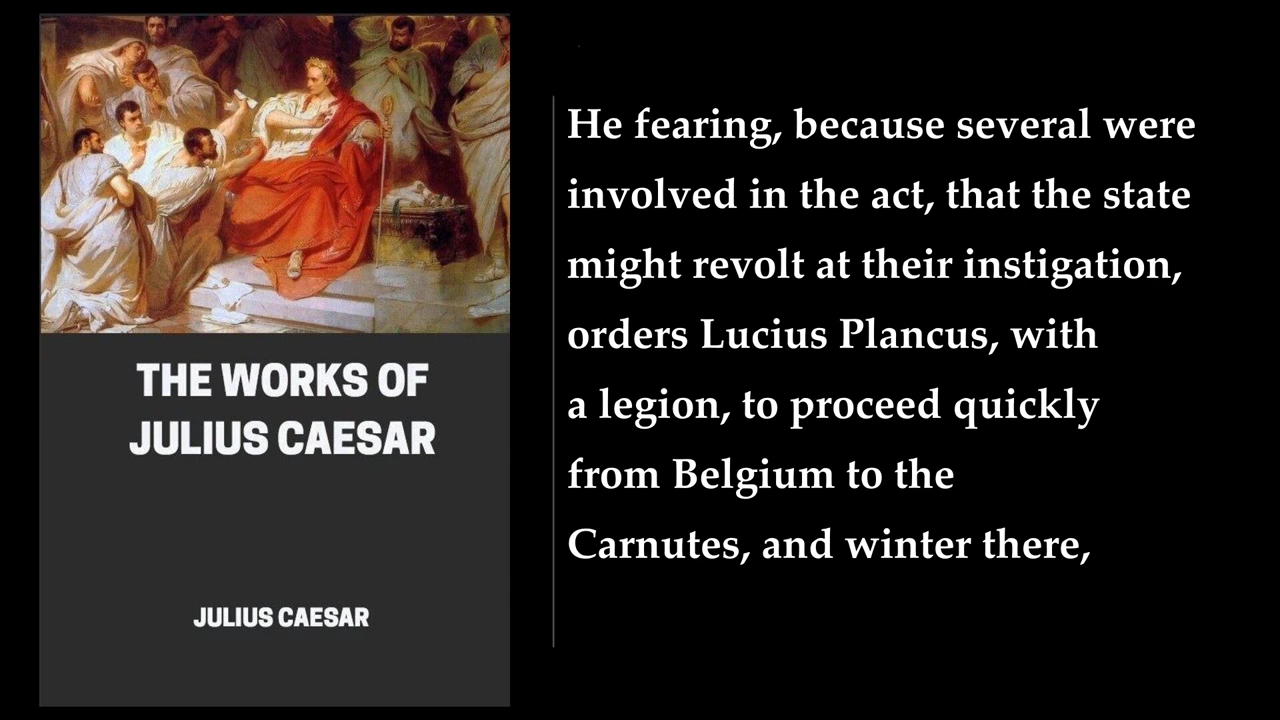 THE WORKS OF
JULIUS CAESAR
JULIUS CAESAR
He fearing, because several were
involved in the act, that the state
might revolt at their instigation,
orders Lucius Plancus, with
a legion, to proceed quickly
from Belgium to the
Carnutes, and winter there,